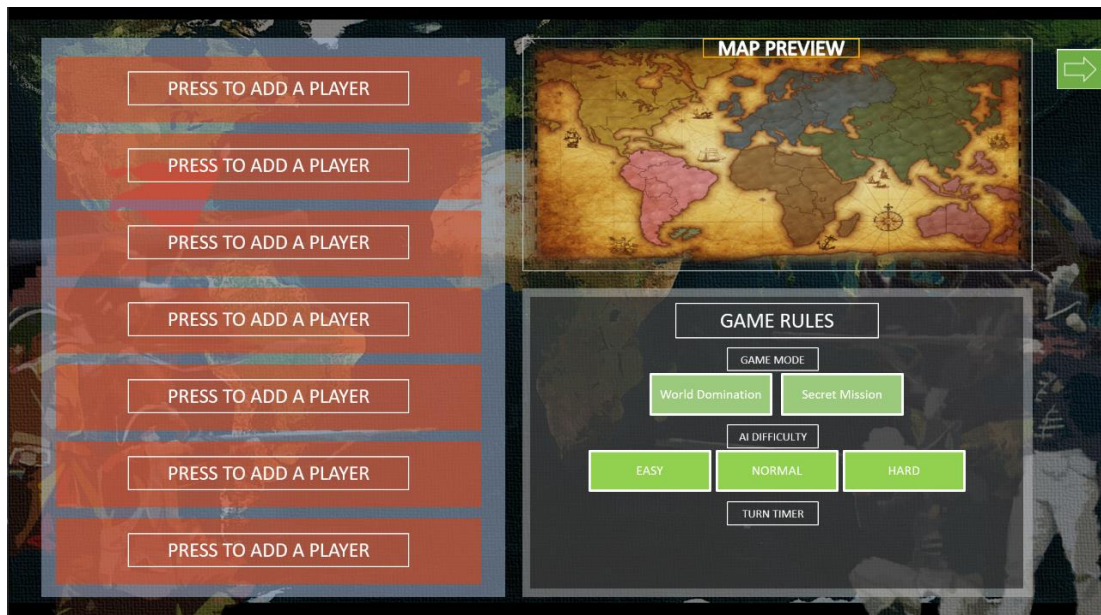 PRESS TO ADD A PLAYER
PRESS TO ADD A PLAYER
PRESS TO ADD A PLAYER
PRESS TO ADD A PLAYER
PRESS TO ADD A PLAYER
PRESS TO ADD A PLAYER
PRESS TO ADD A PLAYER
MAP PREVIEW
GAME RULES
GAME MODE
World Domination Secret Mission
AI DIFFICULTY
EASY NORMAL HARD
TURN TIMER